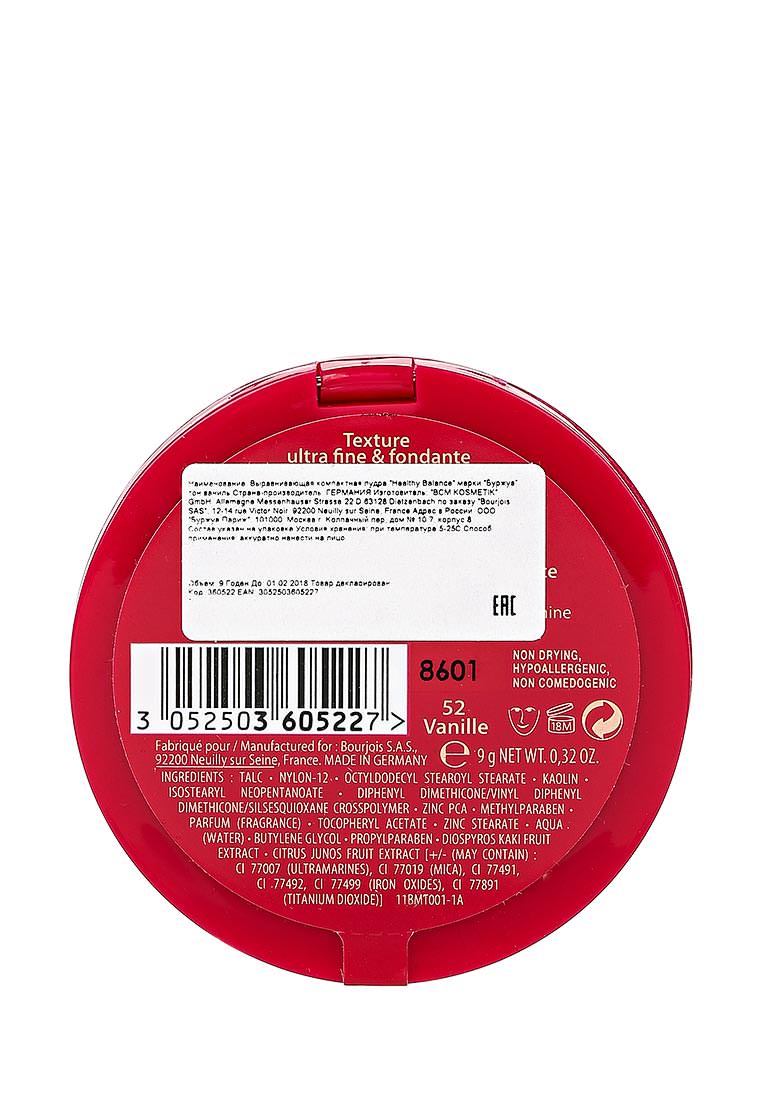 Texture
ultra fine & fondante
Наименование: Выравнивающая компактная пудра "Healthy Balance" марки "Буржуа"
тон ваниль Страна-производитель: ГЕРМАНИЯ Изготовитель: "BCM KOSMETIK"
GmbH. Allemagne Messenhauser Strasse 22 D 63128 Dietzenbach по заказу "Bourjois
SAS", 12-14 rue Victor Noir, 92200 Neuilly sur Seine, France Адрес в России: ООО
"Буржуа Париж", 101000, Москва г, Колпачный пер, дом № 10 7, корпус 8
Состав указан на упаковке Условия хранения: при температуре 5-25С Способ
применения: аккуратно нанести на лицо
Объем: 9 Годен До: 01.02.2018 Товар декларирован
Код: 360522 EAN: 3052503605227
EAC
8601
NON DRYING,
HYPOALLERGENIC,
NON COMEDOGENIC
3 052503 605227 >
52
Vanille
18M
Fabriqué pour / Manufactured for : Bourjois S.A.S.,
92200 Neuilly sur Seine, France. MADE IN GERMANY
e 9 g NET WT. 0,32 OZ.
INGREDIENTS : TALC • NYLON-12 • OCTYLDODECYL STEAROYL STEARATE • KAOLIN •
ISOSTEARYL NEOPENTANOATE • DIPHENYL DIMETHICONE/VINYL DIPHENYL
DIMETHICONE/SILSESQUIOXANE CROSSPOLYMER • ZINC PCA • METHYLPARABEN •
PARFUM (FRAGRANCE) • TOCOPHERYL ACETATE • ZINC STEARATE • AQUA
(WATER) • BUTYLENE GLYCOL • PROPYLPARABEN • DIOSPYROS KAKI FRUIT
EXTRACT • CITRUS JUNOS FRUIT EXTRACT [+/- (MAY CONTAIN) :
CI 77007 (ULTRAMARINES), CI 77019 (MICA), CI 77491,
CI 77492, CI 77499 (IRON OXIDES), CI 77891
(TITANIUM DIOXIDE)] 11BMT001-1A